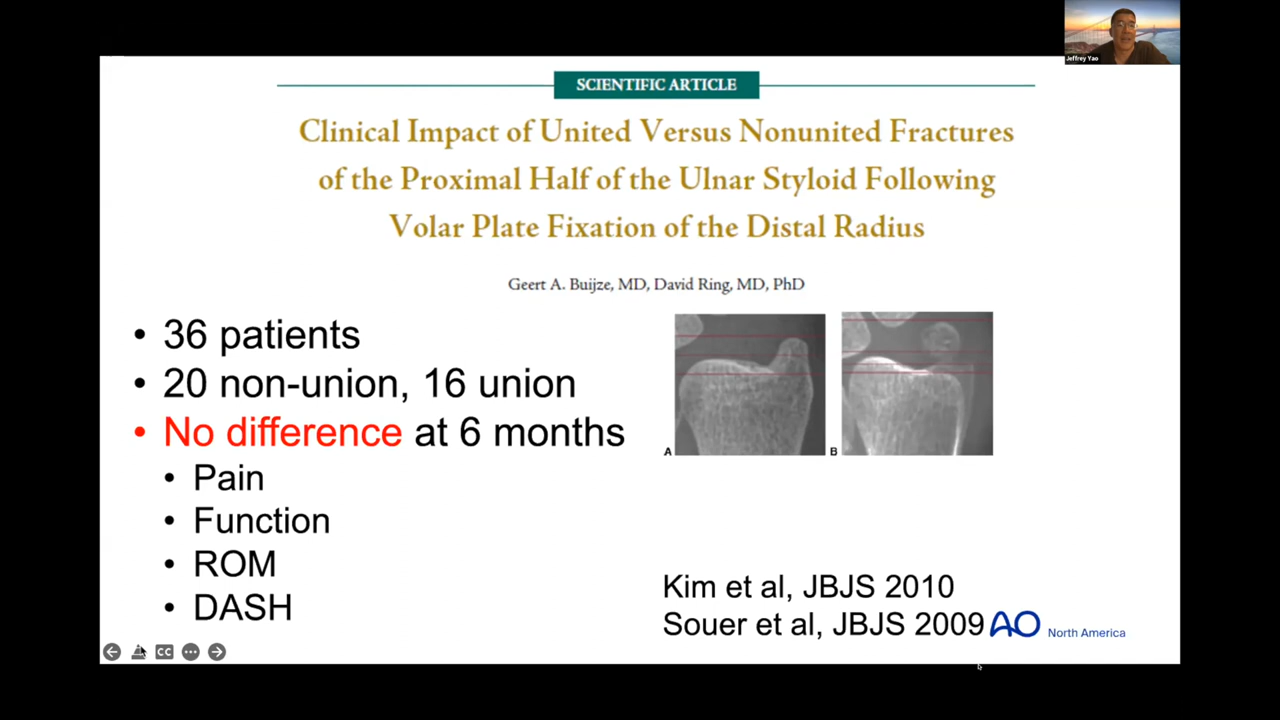 Jeffrey Yao
SCIENTIFIC ARTICLE
Clinical Impact of United Versus Nonunited Fractures
of the Proximal Half of the Ulnar Styloid Following
Volar Plate Fixation of the Distal Radius
Geert A. Buijze, MD, David Ring, MD, PhD
• 36 patients
• 20 non-union, 16 union
• No difference at 6 months
• Pain
• Function
• ROM
• DASH
A
B
Kim et al, JBJS 2010
Souer et al, JBJS 2009
AO North America
CC